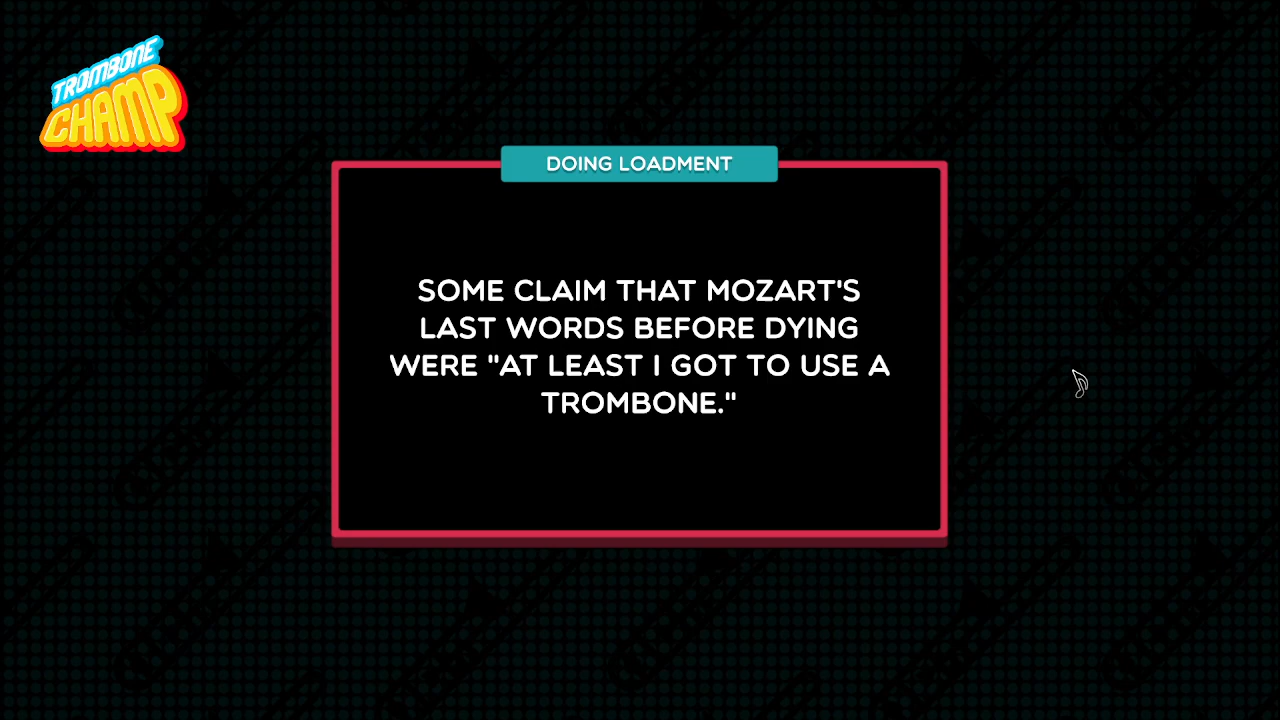 TROMBONE
CHAMP
DOING LOADMENT
SOME CLAIM THAT MOZART'S
LAST WORDS BEFORE DYING
WERE "AT LEAST I GOT TO USE A
TROMBONE."